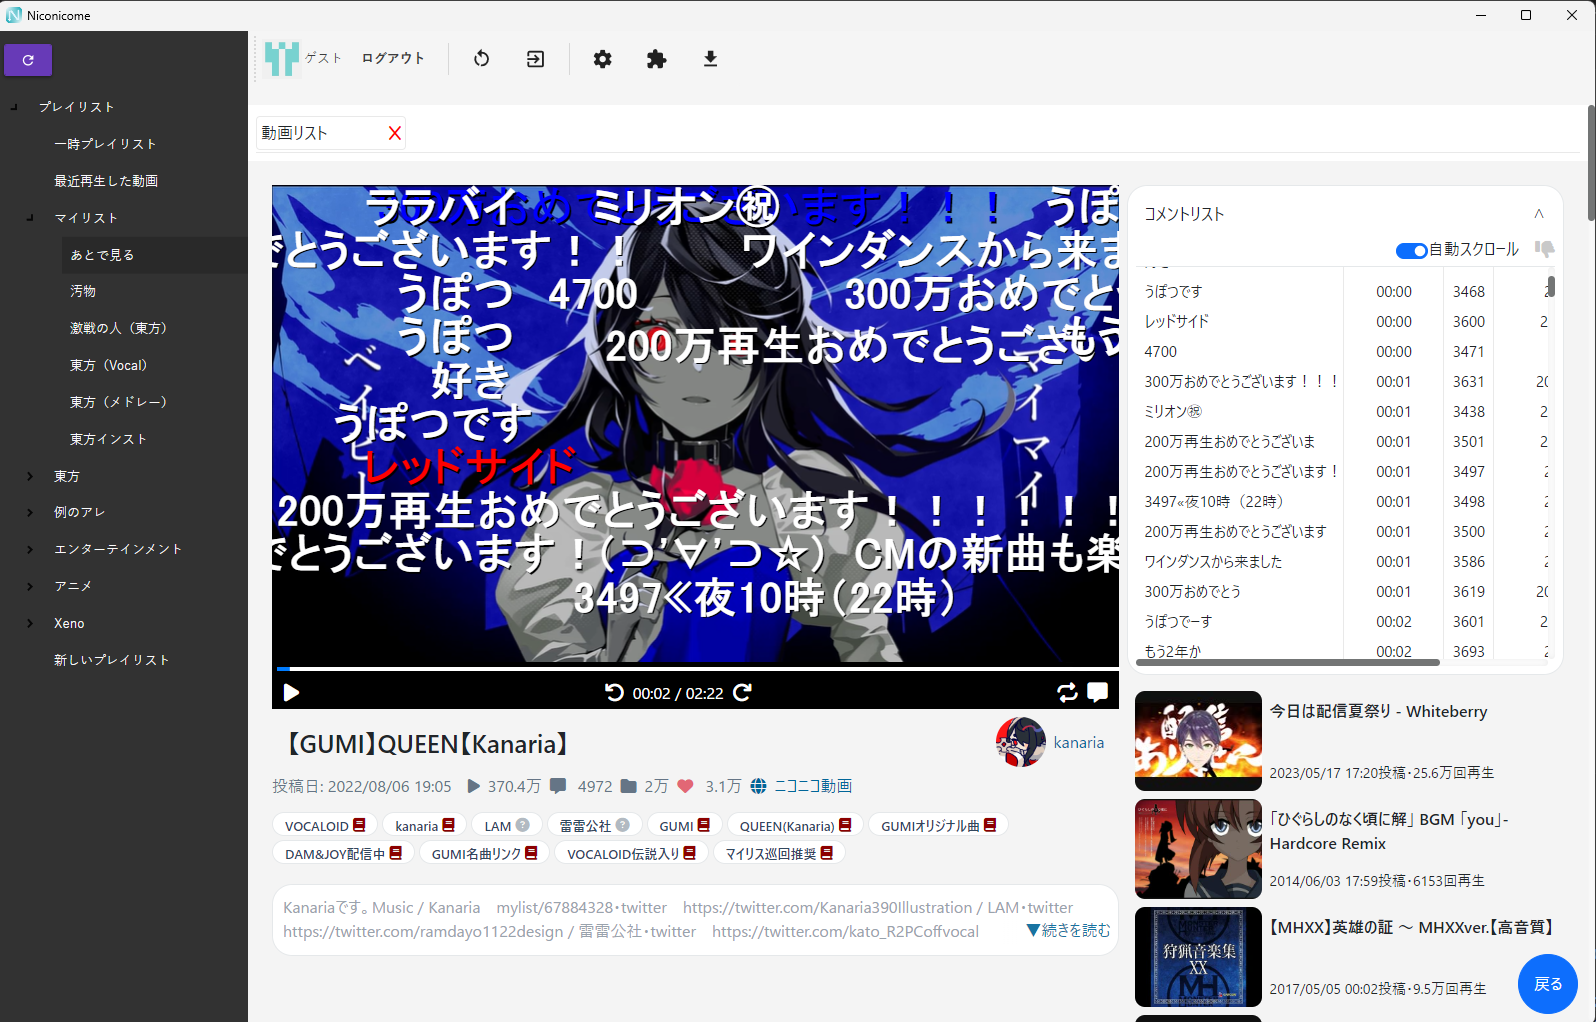 Niconicome
ゲスト
ログアウト
プレイリスト
一時プレイリスト
最近再生した動画
マイリスト
あとで見る
汚物
激戦の人（東方）
東方（Vocal）
東方（メドレー）
東方インスト
東方
例のアレ
エンターテインメント
アニメ
Xeno
新しいプレイリスト
動画リスト
ララバイ
ミリオン㊗
うぽ
でとうございます！！
ワインダンスから来ま
うぽつ
4700
300万おめでと
うぽつ
200万再生おめでとうござ
好き
うぽつです
レッドサイド
200万再生おめでとうございます！！！！！！
でとうございます！(⊃'∀'⊃☆)
CMの新曲も楽
3497≪夜10時（22時）
マイマイ
00:02 / 02:22
コメントリスト
自動スクロール
うぽつです 00:00 3468 2
レッドサイド 00:00 3600 2
4700 00:00 3471
300万おめでとうございます！！！ 00:01 3631 20
ミリオン㊗ 00:01 3438 2
200万再生おめでとうございま 00:01 3501 2
200万再生おめでとうございます！ 00:01 3497 2
3497≪夜10時（22時） 00:01 3498 2
200万再生おめでとうございます 00:01 3500 2
ワインダンスから来ました 00:01 3586 2
300万おめでとう 00:01 3619 20
うぽつでーす 00:02 3601 2
もう2年か 00:02 3693 2
【GUMI】QUEEN【Kanaria】
kanaria
投稿日: 2022/08/06 19:05 370.4万 4972 2万 3.1万 ニコニコ動画
VOCALOID kanaria LAM 雷雷公社 GUMI QUEEN(Kanaria) GUMIオリジナル曲
DAM&JOY配信中 GUMI名曲リンク VOCALOID伝説入り マイリス巡回推奨
Kanariaです。Music / Kanaria　mylist/67884328・twitter　https://twitter.com/Kanaria390Illustration / LAM・twitter
https://twitter.com/ramdayo1122design / 雷雷公社・twitter　https://twitter.com/kato_R2PCoffvocal
▼続きを読む
今日は配信夏祭り - Whiteberry
2023/05/17 17:20投稿・25.6万回再生
「ひぐらしのなく頃に解」 BGM 「you」-
Hardcore Remix
2014/06/03 17:59投稿・6153回再生
狩猟音楽集
XX
MH
【MHXX】英雄の証 ～ MHXXver.【高音質】
2017/05/05 00:02投稿・9.5万回再生
戻る